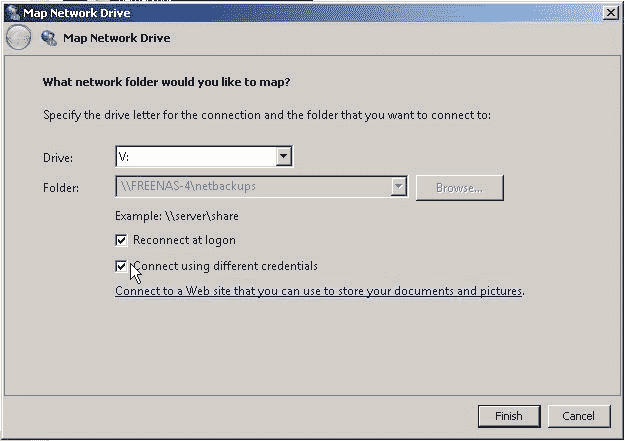 Map Network Drive
Map Network Drive
What network folder would you like to map?
Specify the drive letter for the connection and the folder that you want to connect to:
Drive: V:
Folder: \\FREENAS-4\netbackups Browse...
Example: \\server\share
Reconnect at logon
Connect using different credentials
Connect to a Web site that you can use to store your documents and pictures.
Finish Cancel